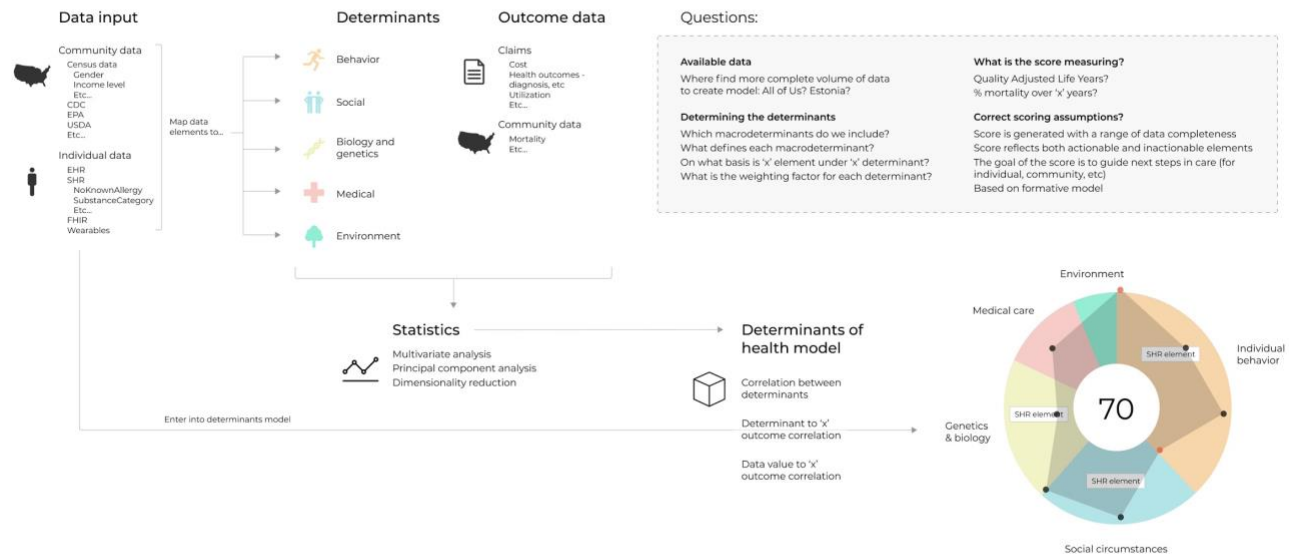 Data input
Community data
Census data
Gender
Income level
Etc...
CDC
EPA
USDA
Etc...
Individual data
EHR
SHR
NoKnownAllergy
SubstanceCategory
Etc...
FHIR
Wearables
Map data
elements to...
Determinants
Behavior
Social
Biology and
genetics
Medical
Environment
Outcome data
Claims
Cost
Health outcomes -
diagnosis, etc
Utilization
Etc...
Community data
Mortality
Etc...
Questions:
Available data
Where find more complete volume of data
to create model: All of Us? Estonia?
Determining the determinants
Which macrodeterminants do we include?
What defines each macrodeterminant?
On what basis is 'x' element under 'x' determinant?
What is the weighting factor for each determinant?
What is the score measuring?
Quality Adjusted Life Years?
% mortality over 'x' years?
Correct scoring assumptions?
Score is generated with a range of data completeness
Score reflects both actionable and inactionable elements
The goal of the score is to guide next steps in care (for
individual, community, etc)
Based on formative model
Statistics
Multivariate analysis
Principal component analysis
Dimensionality reduction
Enter into determinants model
Determinants of
health model
Correlation between
determinants
Determinant to 'x'
outcome correlation
Data value to 'x'
outcome correlation
Environment
Medical care
Individual
behavior
SHR element
SHR element
70
Genetics
& biology
SHR element
Social circumstances